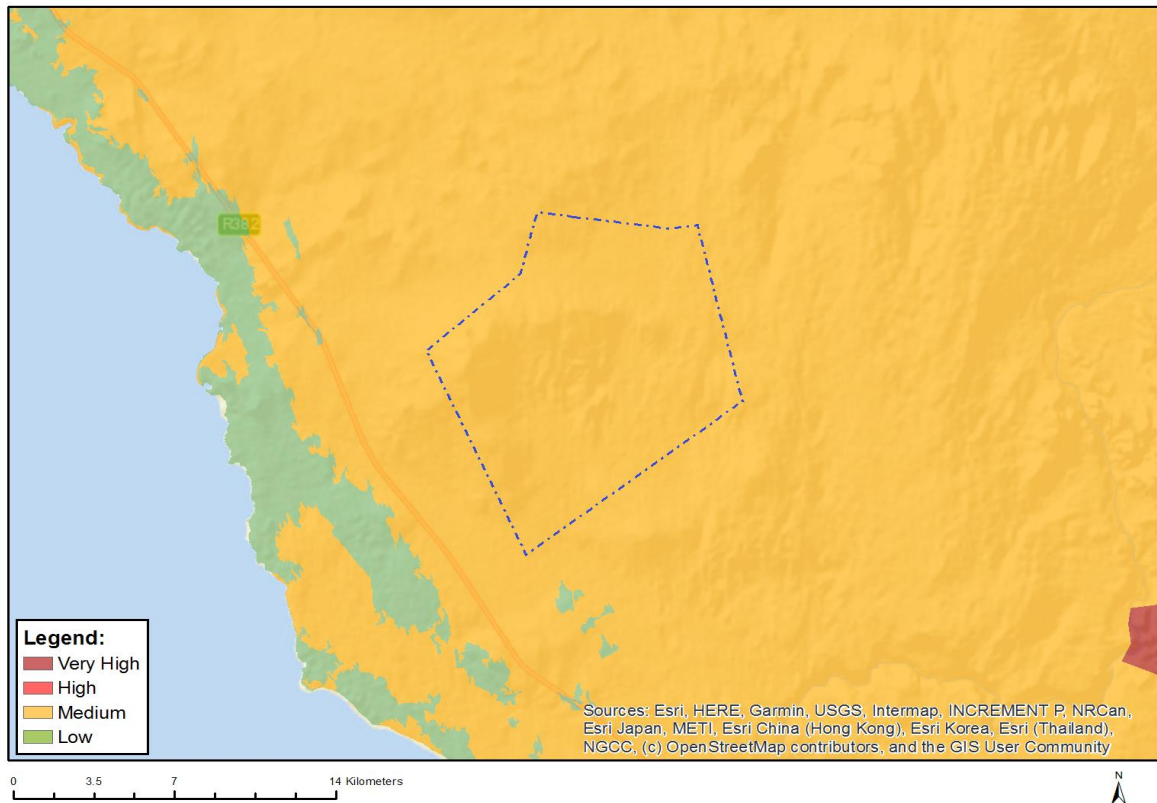 R382
Legend:
Very High
High
Medium
Low
Sources: Esri, HERE, Garmin, USGS, Intermap, INCREMENT P, NRCan,
Esri Japan, METI, Esri China (Hong Kong), Esri Korea, Esri (Thailand),
NGCC, (c) OpenStreetMap contributors, and the GIS User Community
0 3.5 7 14 Kilometers
N